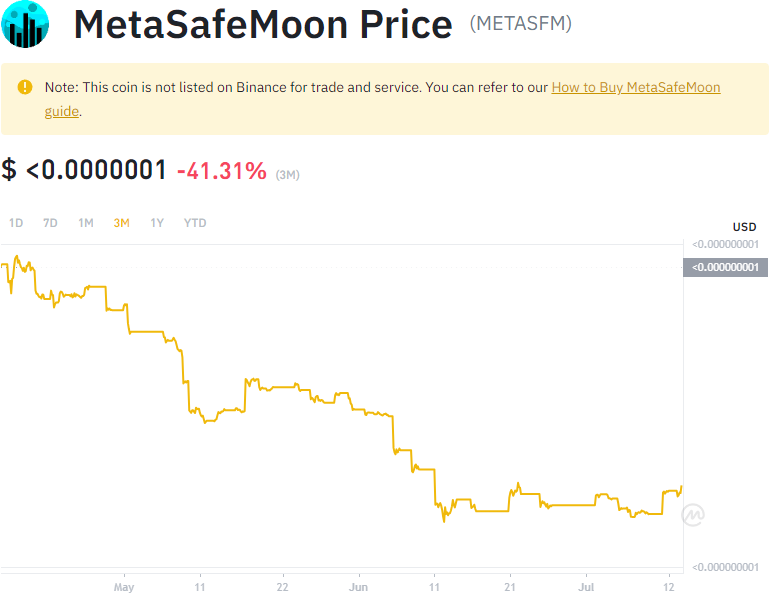 MetaSafeMoon Price (METASFM)
Note: This coin is not listed on Binance for trade and service. You can refer to our How to Buy MetaSafeMoon
guide.
$ <0.0000001 -41.31% (3M)
1D 7D 1M 3M 1Y YTD
USD
<0.000000001
<0.000000001
<0.000000001
May 11 22 Jun 11 21 Jul 12